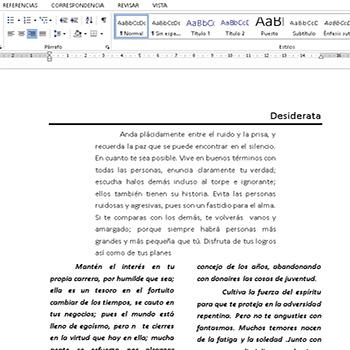 REFERENCIAS CORRESPONDENCIA REVISAR VISTA
AaBbCcDc AaBbCcDc AaBbCc AaBbCcC AaBl AaBbCcC AaBbCcDc
¶ Normal ¶ Sin espa... Título 1 Título 2 Puesto Subtítulo Énfasis sut
Párrafo Estilos
Desiderata
Anda plácidamente entre el ruido y la prisa, y
recuerda la paz que se puede encontrar en el silencio.
En cuanto te sea posible. Vive en buenos términos con
todas las personas, enuncia claramente tu verdad;
escucha halos demás incluso al torpe e ignorante;
ellos también tienen su historia. Evita las personas
ruidosas y agresivas, pues son un fastidio para el alma.
Si te comparas con los demás, te volverás vanos y
amargado; porque siempre habrá personas más
grandes y más pequeña que tú. Disfruta de tus logros
así como de tus planes
Mantén el interés en tu
propia carrera, por humilde que sea;
ella es un tesoro en el fortuito
cambiar de los tiempos, se cauto en
tus negocios; pues el mundo está
lleno de egoísmo, pero n te cierres
en la virtud que hay en ella; mucha
concejo de los años, abandonando
con donaires las cosas de juventud.
Cultiva la fuerza del espíritu
para que te proteja en la adversidad
repentina. Pero no te angusties con
fantasmas. Muchos temores nacen
de la fatiga y la soledad .Junto con